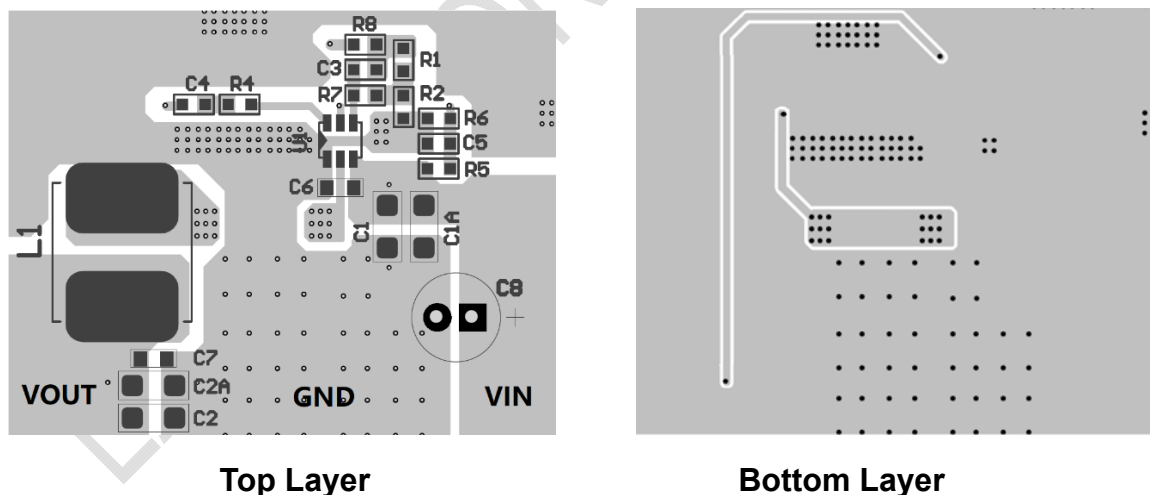 R8
C3
R1
C4 R4
R7
R2
R6
U1
C5
R5
C6
L1
C1
C1A
C8
+
C7
VOUT
C2A
GND
VIN
C2
Top Layer
Bottom Layer